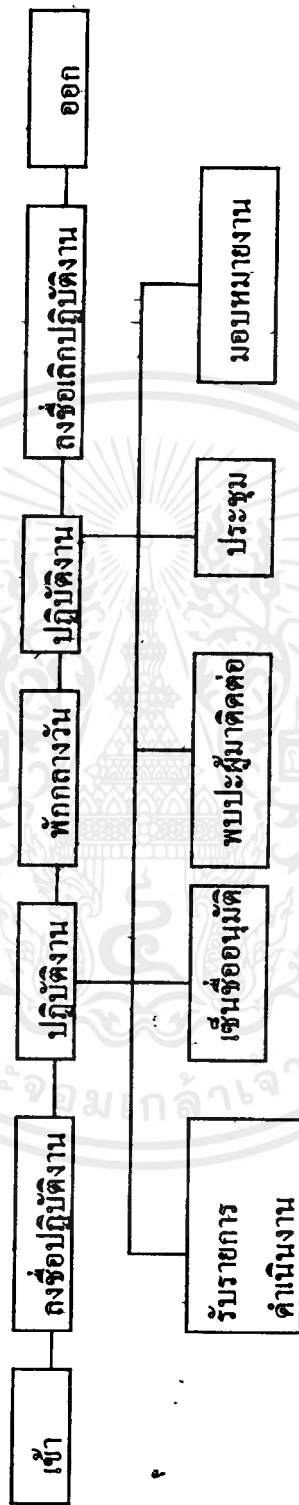 เข้า
ลงชื่อปฏิบัติงาน
ปฏิบัติงาน
พักกลางวัน
ปฏิบัติงาน
ลงชื่อเลิกปฏิบัติงาน
ออก
รับรายการ
ดำเนินงาน
เซ็นชื่ออนุมัติ
พบปะผู้มาติดต่อ
ประชุม
มอบหมายงาน